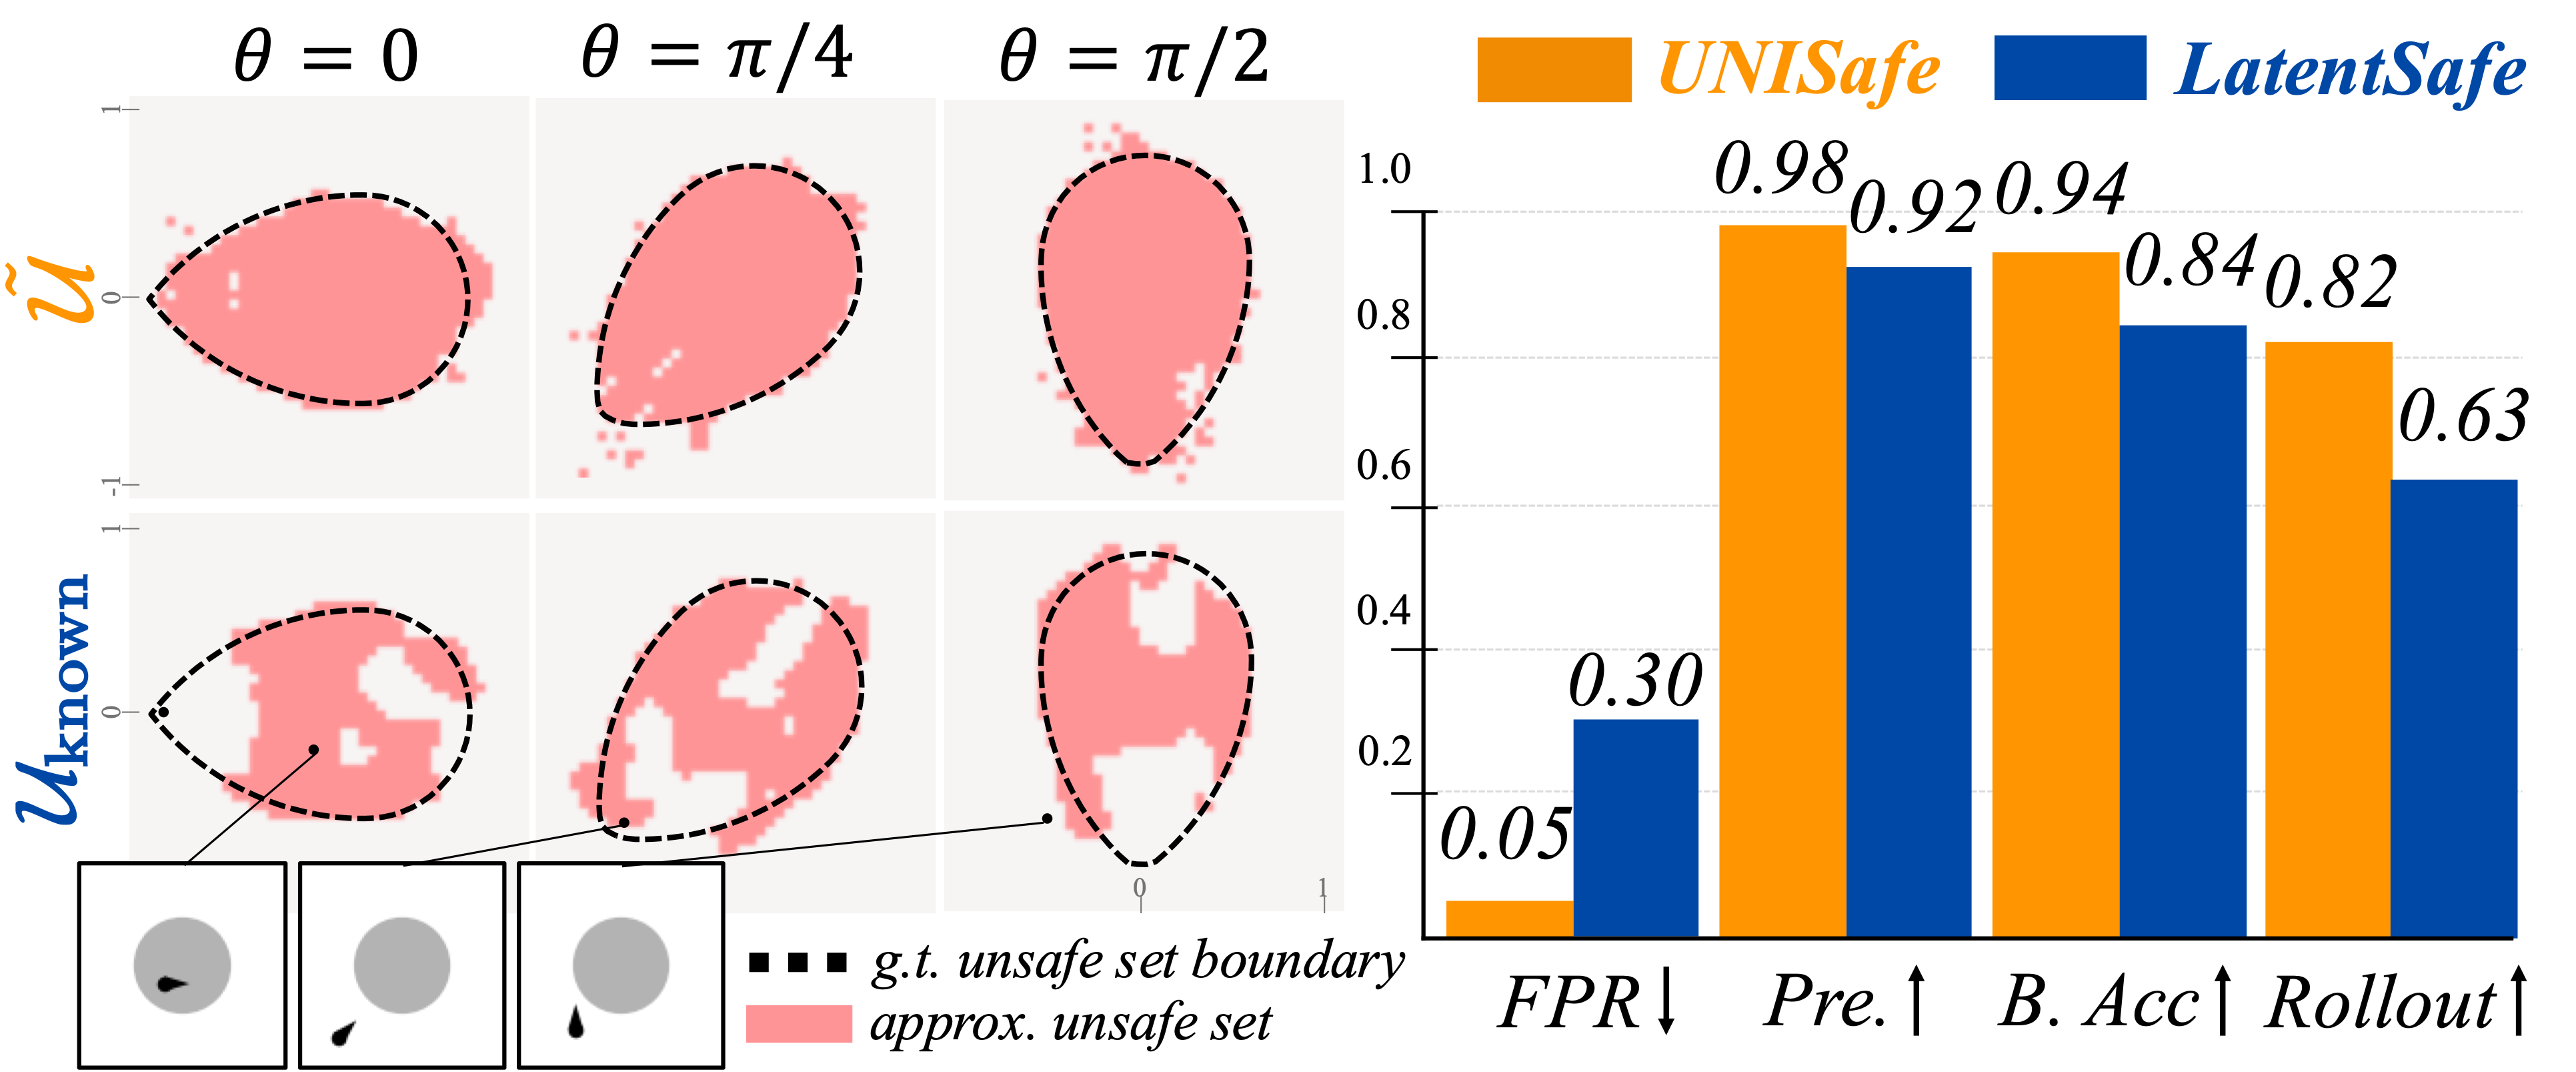 θ = 0
θ = π/4
θ = π/2
𝒰̃
1
0
-1
𝒰known
1
0
0
1
g.t. unsafe set boundary
approx. unsafe set
UNISafe
LatentSafe
1.0
0.8
0.6
0.4
0.2
0.05
0.30
0.98
0.92
0.94
0.84
0.82
0.63
FPR↓
Pre.↑
B. Acc↑
Rollout↑